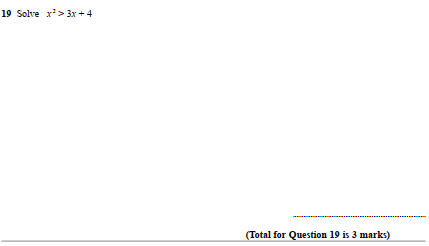 19 Solve x² > 3x + 4
(Total for Question 19 is 3 marks)